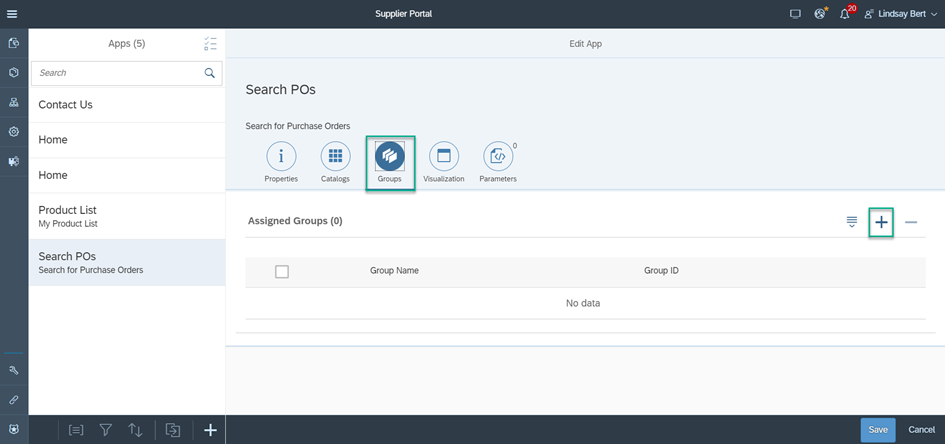 Supplier Portal
20
Lindsay Bert
Apps (5)
Search
Contact Us
Home
Home
Product List
My Product List
Search POs
Search for Purchase Orders
Edit App
Search POs
Search for Purchase Orders
Properties
Catalogs
Groups
Visualization
0
Parameters
Assigned Groups (0)
Group Name
Group ID
No data
Save
Cancel